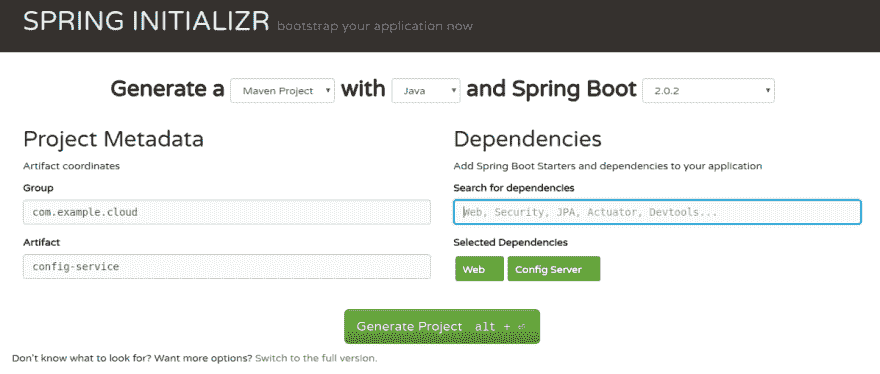 SPRING INITIALIZR bootstrap your application now
Generate a Maven Project with Java and Spring Boot 2.0.2
Project Metadata
Artifact coordinates
Group
com.example.cloud
Artifact
config-service
Dependencies
Add Spring Boot Starters and dependencies to your application
Search for dependencies
Web, Security, JPA, Actuator, Devtools...
Selected Dependencies
Web Config Server
Generate Project alt + ⏎
Don't know what to look for? Want more options? Switch to the full version.